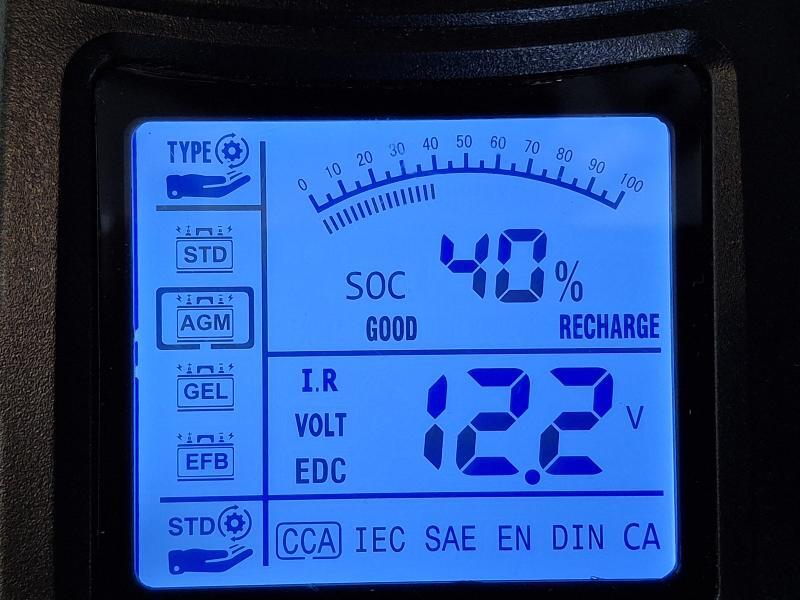 TYPE
0 10 20 30 40 50 60 70 80 90 100
STD
SOC 40%
AGM
GOOD RECHARGE
GEL
I.R
VOLT 12.2 V
EFB
EDC
STD
CCA IEC SAE EN DIN CA